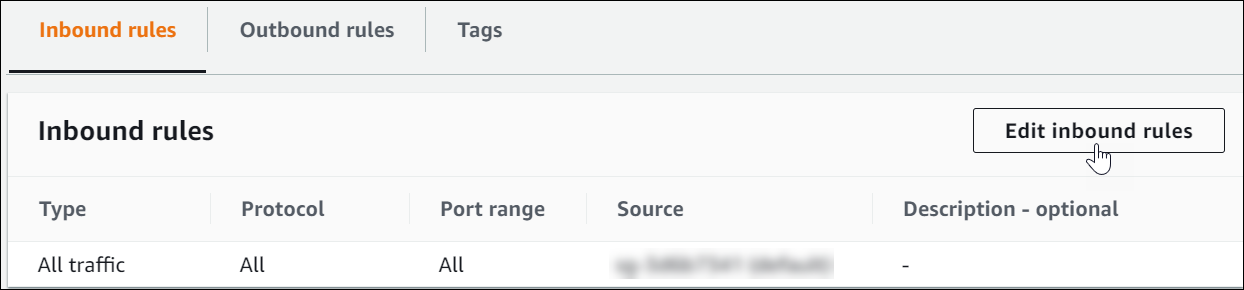 Inbound rules Outbound rules Tags
Inbound rules Edit inbound rules
Type Protocol Port range Source Description - optional
All traffic All All -